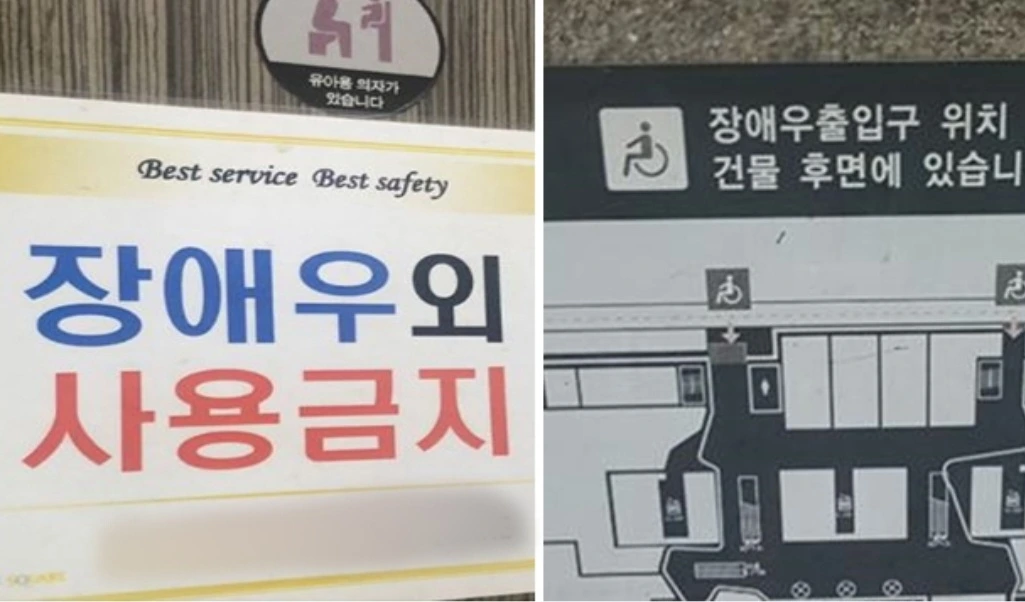 유아용 의자가
있습니다
Best service Best safety
장애우외
사용금지
SQUARE
장애우출입구 위치
건물 후면에 있습니